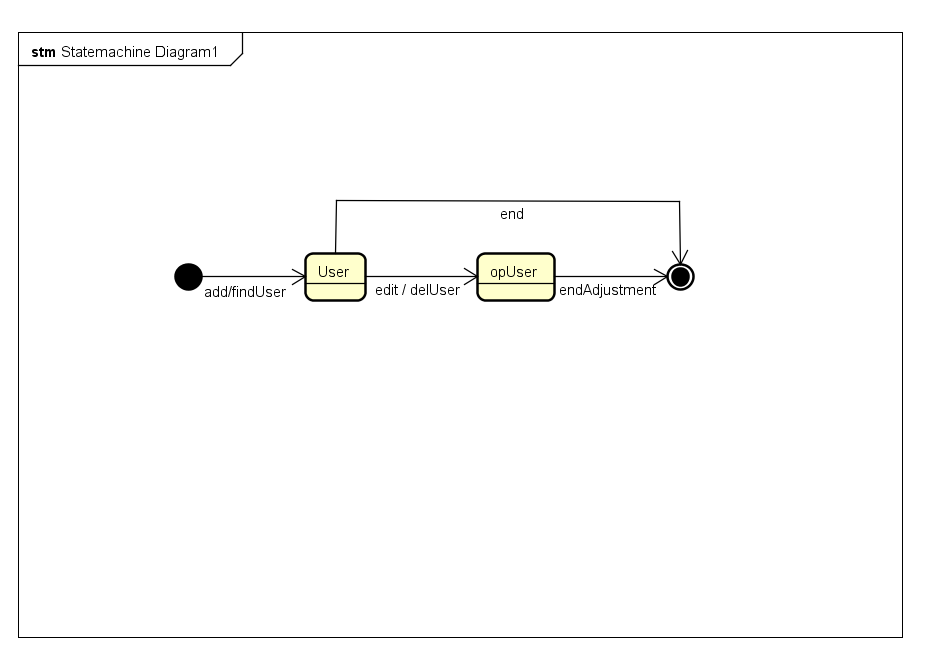 stm Statemachine Diagram1
end
User
opUser
add/findUser
edit / delUser
endAdjustment